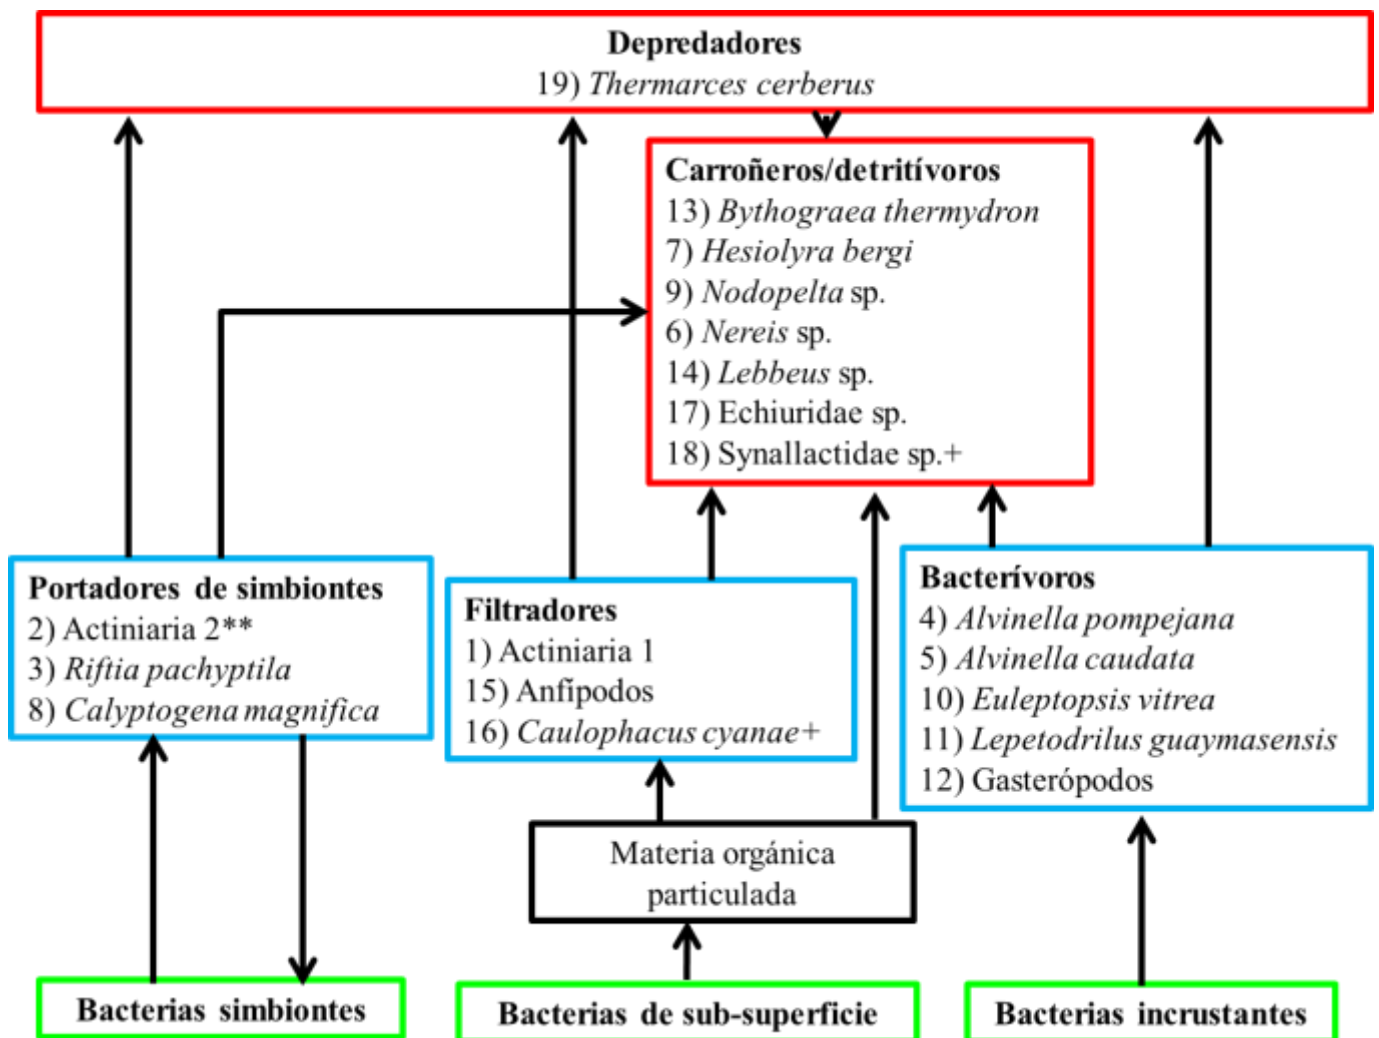 Depredadores
19) Thermarces cerberus
Carroñeros/detritívoros
13) Bythograea thermydron
7) Hesiolyra bergi
9) Nodopelta sp.
6) Nereis sp.
14) Lebbeus sp.
17) Echiuridae sp.
18) Synallactidae sp.+
Portadores de simbiontes
2) Actiniaria 2**
3) Riftia pachyptila
8) Calyptogena magnifica
Filtradores
1) Actiniaria 1
15) Anfípodos
16) Caulophacus cyanae+
Bacterívoros
4) Alvinella pompejana
5) Alvinella caudata
10) Euleptopsis vitrea
11) Lepetodrilus guaymasensis
12) Gasterópodos
Materia orgánica
particulada
Bacterias simbiontes
Bacterias de sub-superficie
Bacterias incrustantes